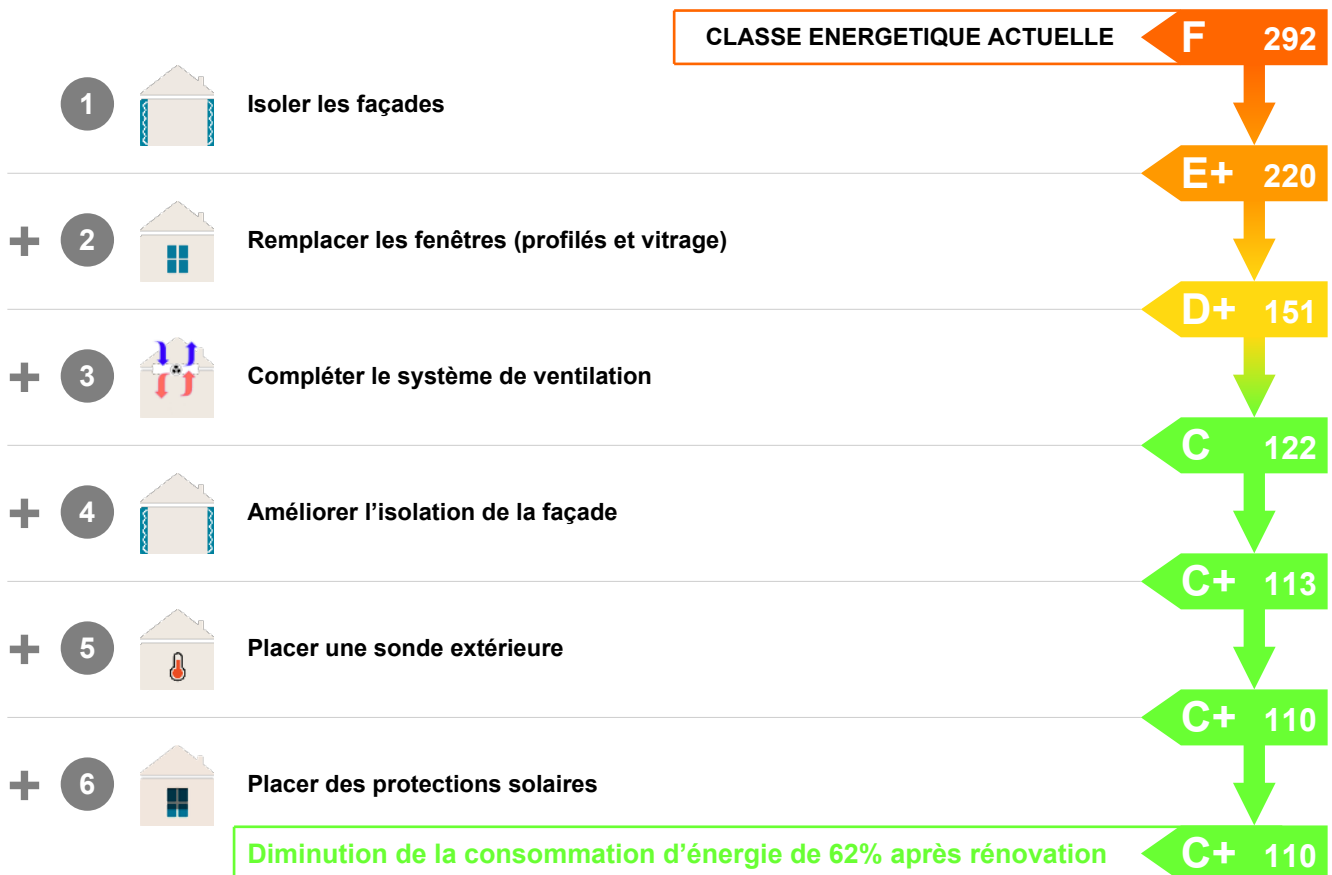 CLASSE ENERGETIQUE ACTUELLE F 292
1 Isoler les façades
E+ 220
+ 2 Remplacer les fenêtres (profilés et vitrage)
D+ 151
+ 3 Compléter le système de ventilation
C 122
+ 4 Améliorer l’isolation de la façade
C+ 113
+ 5 Placer une sonde extérieure
C+ 110
+ 6 Placer des protections solaires
Diminution de la consommation d’énergie de 62% après rénovation C+ 110